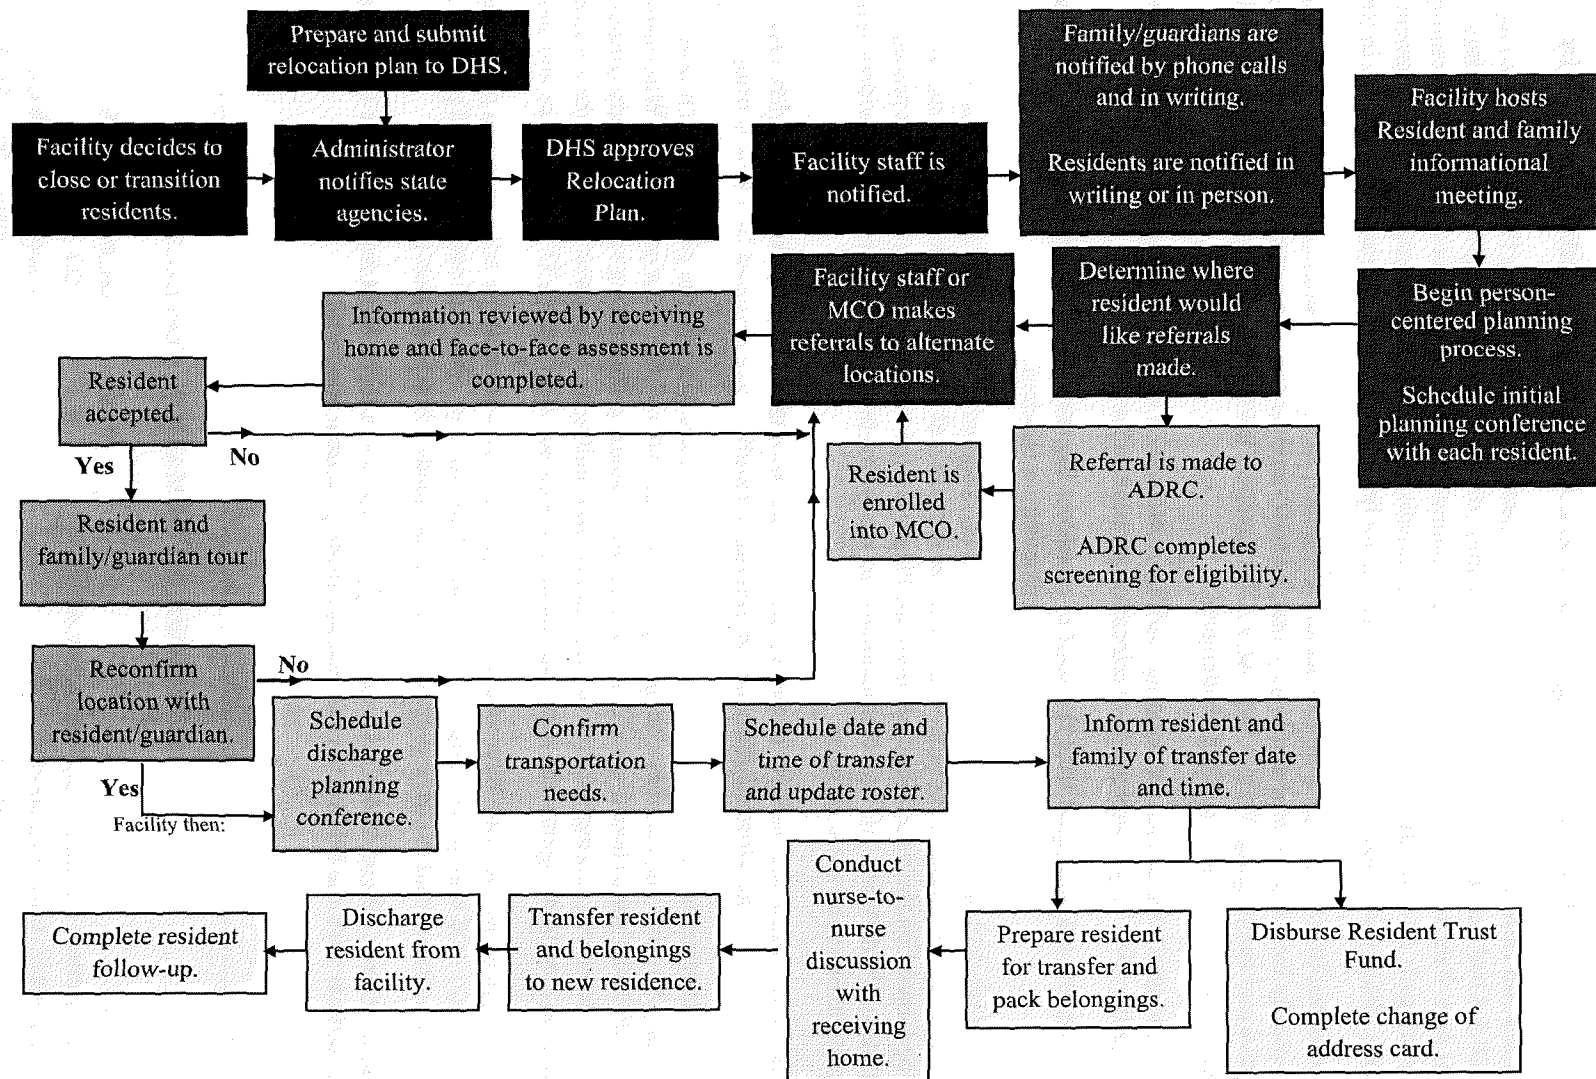 Prepare and submit
relocation plan to DHS.
Facility decides to
close or transition
residents.
Administrator
notifies state
agencies.
DHS approves
Relocation
Plan.
Facility staff is
notified.
Family/guardians are
notified by phone calls
and in writing.
Residents are notified in
writing or in person.
Facility hosts
Resident and family
informational
meeting.
Begin person-
centered planning
process.
Schedule initial
planning conference
with each resident.
Determine where
resident would
like referrals
made.
Facility staff or
MCO makes
referrals to alternate
locations.
Referral is made to
ADRC.
ADRC completes
screening for eligibility.
Resident is
enrolled
into MCO.
Information reviewed by receiving
home and face-to-face assessment is
completed.
Resident
accepted.
No
Yes
Resident and
family/guardian tour
Reconfirm
location with
resident/guardian.
No
Yes
Facility then:
Schedule
discharge
planning
conference.
Confirm
transportation
needs.
Schedule date and
time of transfer
and update roster.
Inform resident and
family of transfer date
and time.
Disburse Resident Trust
Fund.
Complete change of
address card.
Prepare resident
for transfer and
pack belongings.
Conduct
nurse-to-
nurse
discussion
with
receiving
home.
Transfer resident
and belongings
to new residence.
Discharge
resident from
facility.
Complete resident
follow-up.